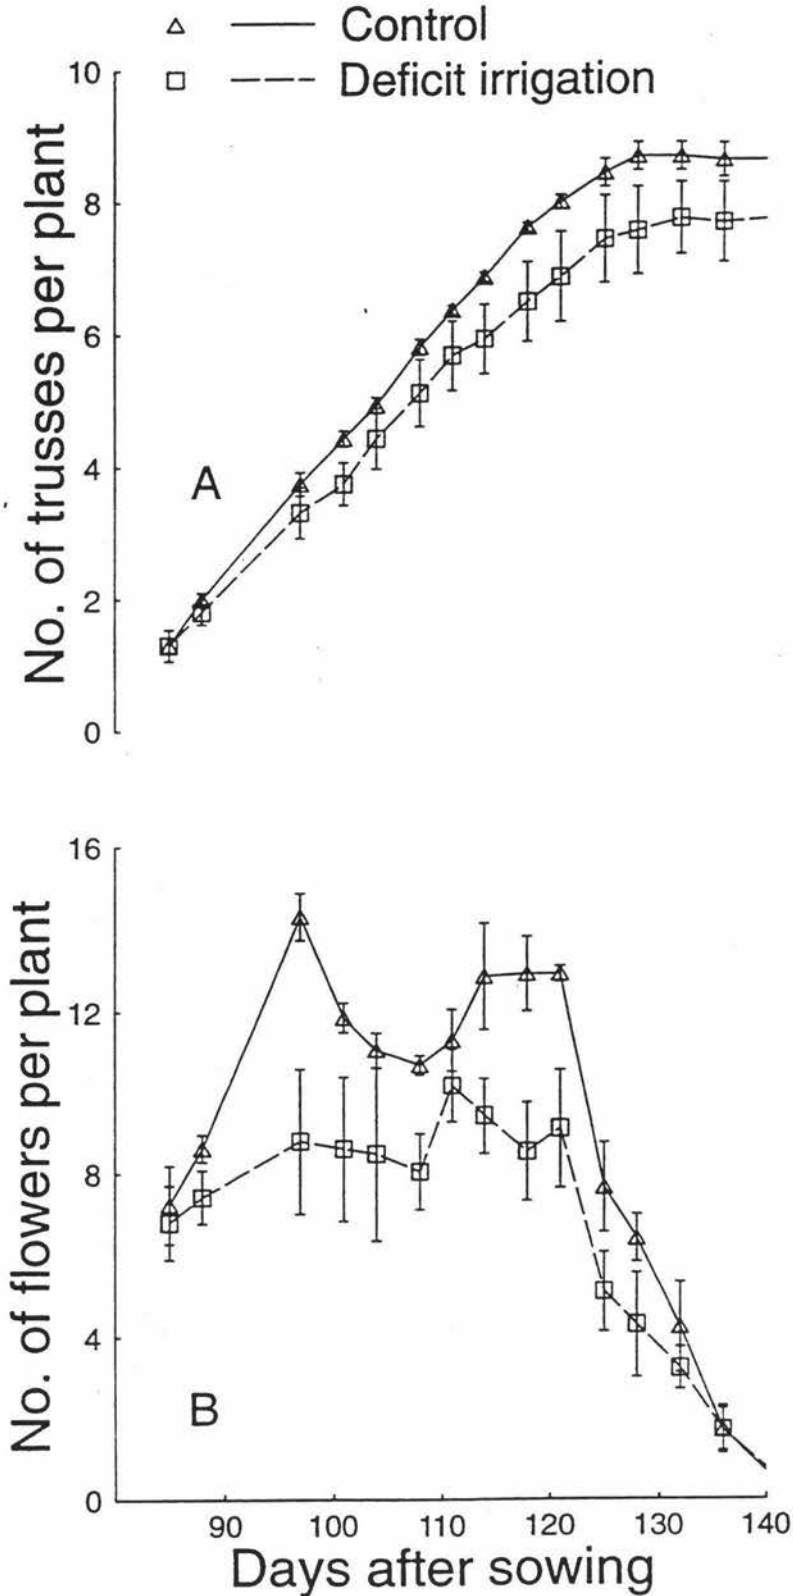 Control
Deficit irrigation
No. of trusses per plant
10
8
6
4
2
0
A
No. of flowers per plant
16
12
8
4
0
B
90 100 110 120 130 140
Days after sowing